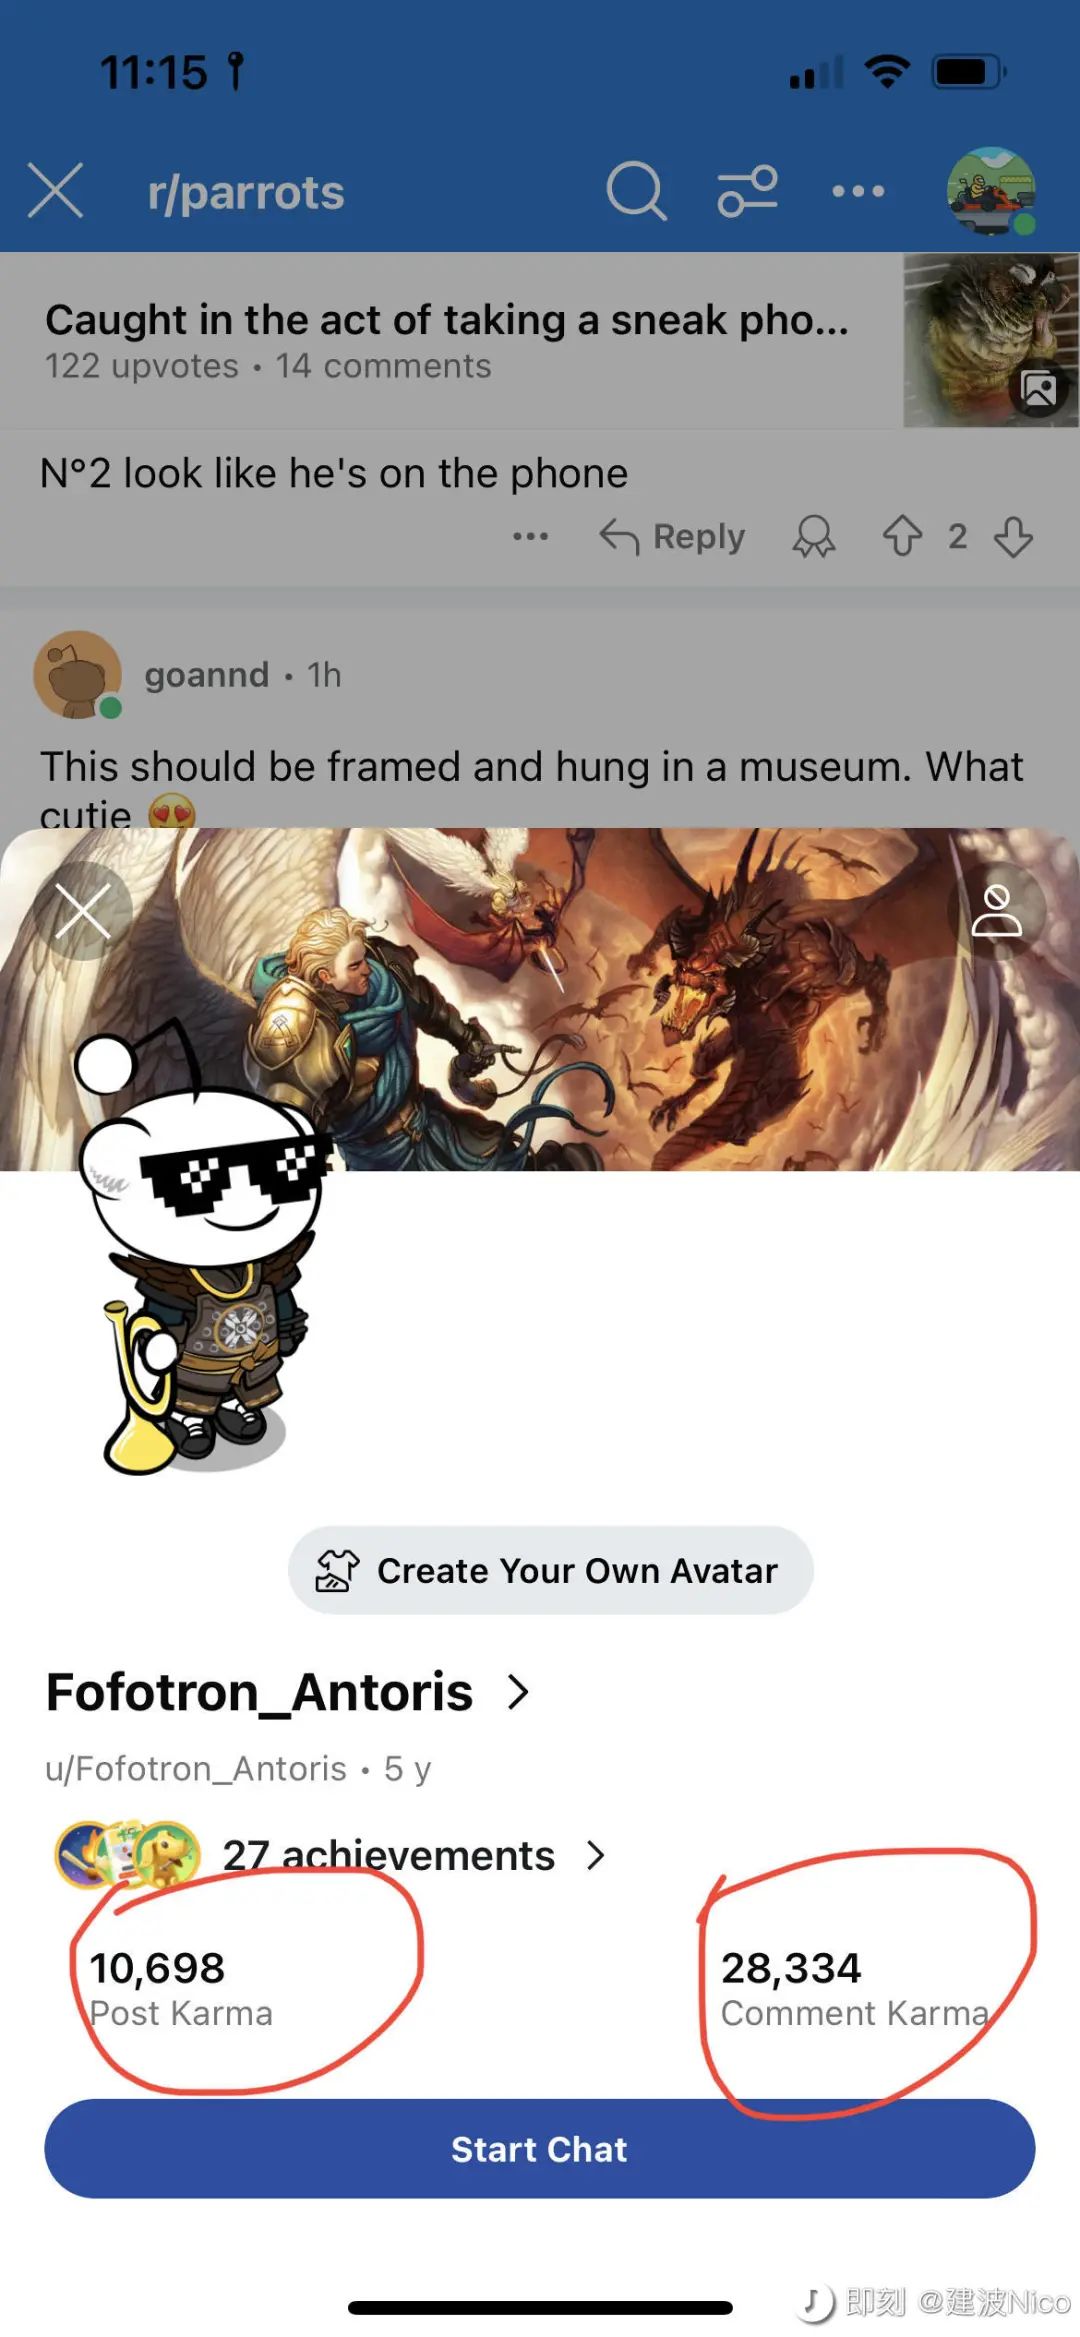 11:15
r/parrots
Caught in the act of taking a sneak pho...
122 upvotes • 14 comments
N°2 look like he's on the phone
Reply
2
goannd • 1h
This should be framed and hung in a museum. What
cutie 😍
Create Your Own Avatar
Fofotron_Antoris
u/Fofotron_Antoris • 5 y
27 achievements
10,698
28,334
Post Karma
Comment Karma
Start Chat
即刻 @建波Nico